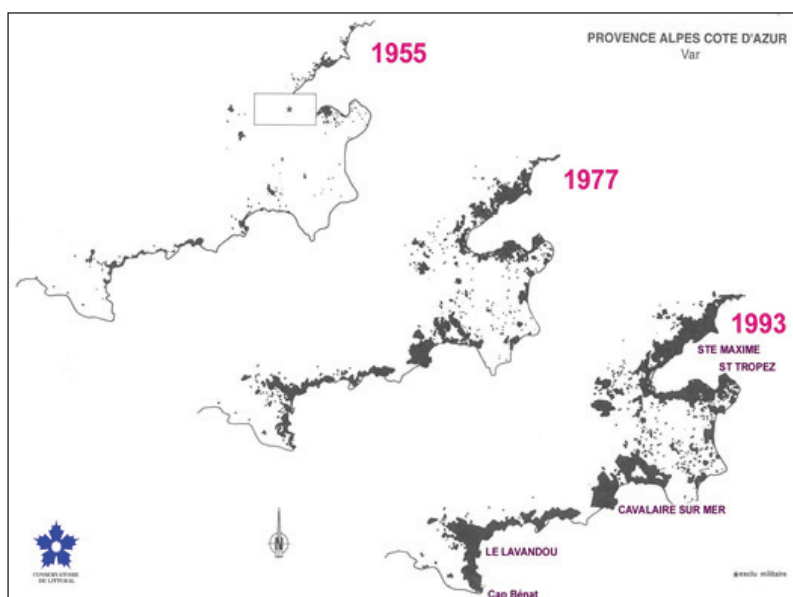 PROVENCE ALPES COTE D'AZUR
Var
1955
*
1977
1993
STE MAXIME
ST TROPEZ
CAVALAIRE SUR MER
LE LAVANDOU
Cap Bénat
N
CONSERVATOIRE
DU LITTORAL
*exclu militaire